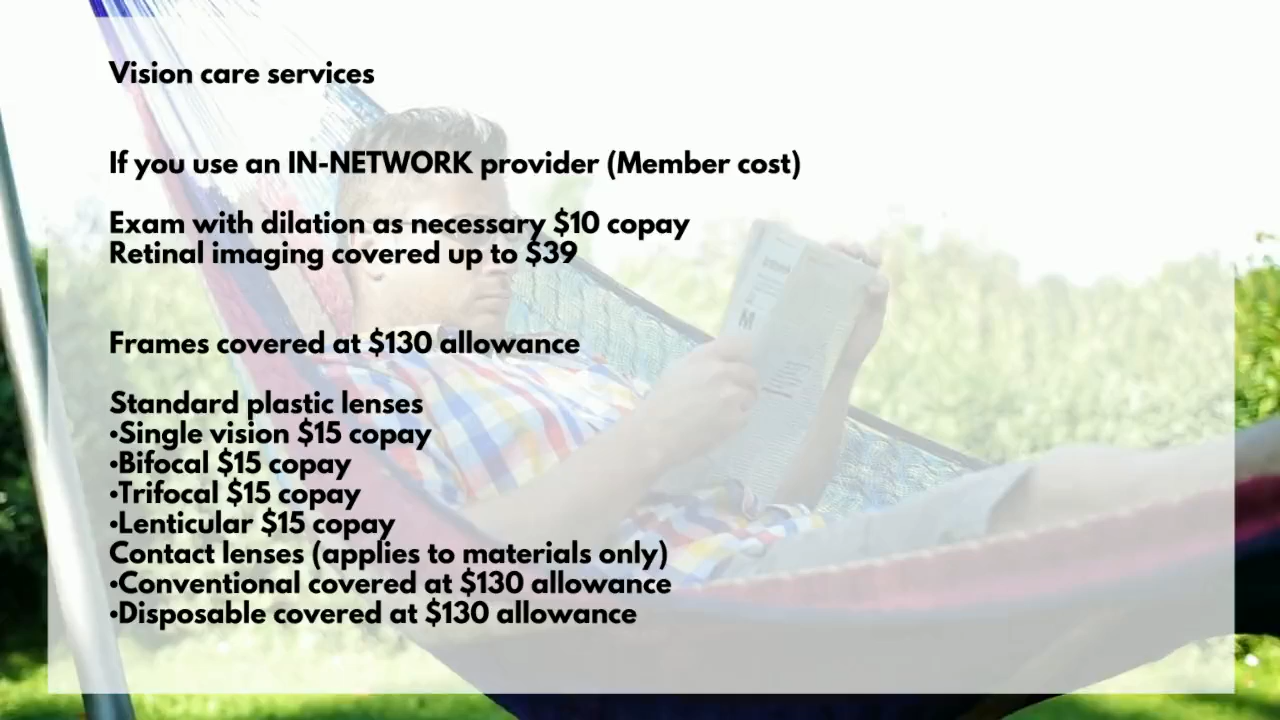 Vision care services
If you use an IN-NETWORK provider (Member cost)
Exam with dilation as necessary $10 copay
Retinal imaging covered up to $39
Frames covered at $130 allowance
Standard plastic lenses
•Single vision $15 copay
•Bifocal $15 copay
•Trifocal $15 copay
•Lenticular $15 copay
Contact lenses (applies to materials only)
•Conventional covered at $130 allowance
•Disposable covered at $130 allowance